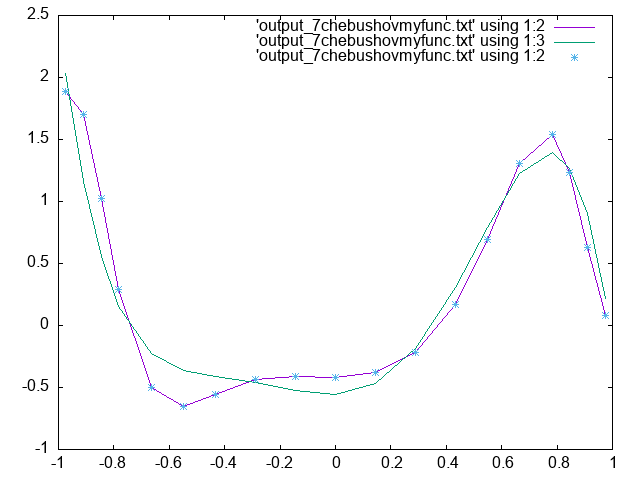 2.5
2
1.5
1
0.5
0
-0.5
-1
-1 -0.8 -0.6 -0.4 -0.2 0 0.2 0.4 0.6 0.8 1
'output_7chebushovmyfunc.txt' using 1:2
'output_7chebushovmyfunc.txt' using 1:3
'output_7chebushovmyfunc.txt' using 1:2